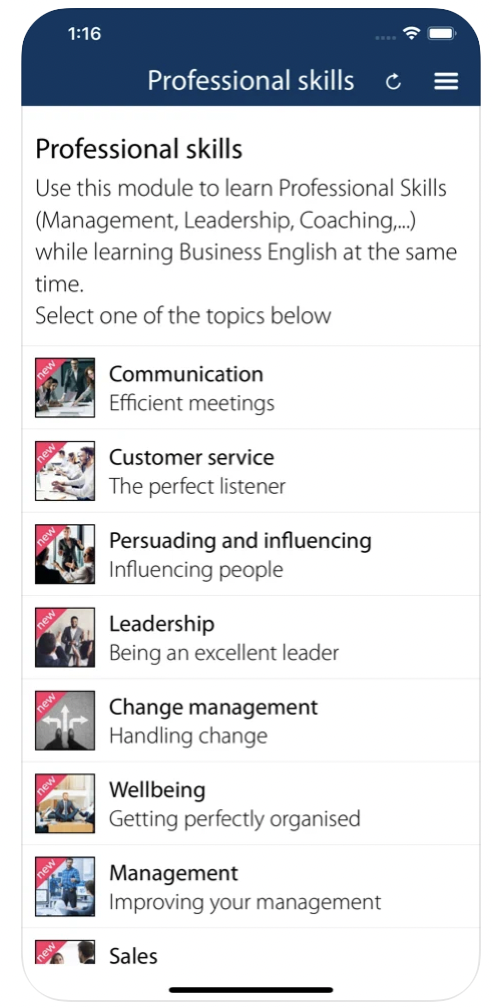 1:16
Professional skills
Professional skills
Use this module to learn Professional Skills
(Management, Leadership, Coaching,...)
while learning Business English at the same
time.
Select one of the topics below
new
Communication
Efficient meetings
new
Customer service
The perfect listener
new
Persuading and influencing
Influencing people
new
Leadership
Being an excellent leader
new
Change management
Handling change
new
Wellbeing
Getting perfectly organised
new
Management
Improving your management
new
Sales